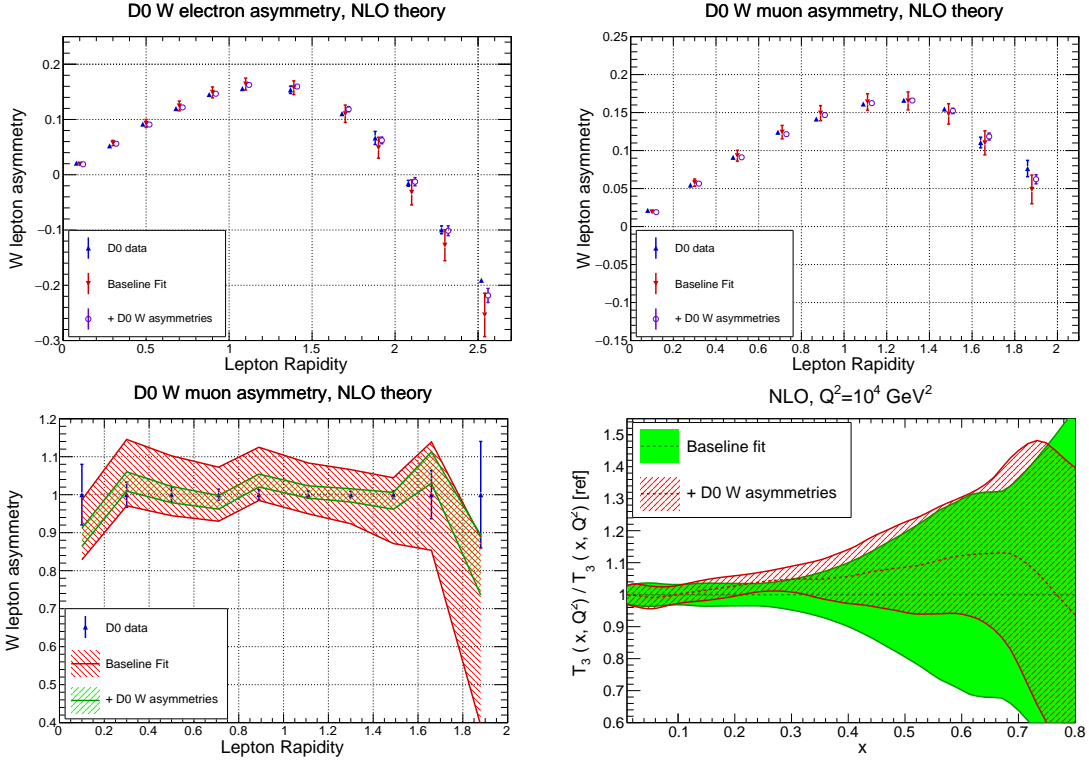 D0 W electron asymmetry, NLO theory
W lepton asymmetry
0.2
0.1
0
−0.1
−0.2
−0.3
D0 data
Baseline Fit
+ D0 W asymmetries
0 0.5 1 1.5 2 2.5
Lepton Rapidity
D0 W muon asymmetry, NLO theory
W lepton asymmetry
0.25
0.2
0.15
0.1
0.05
0
−0.05
−0.1
−0.15
D0 data
Baseline Fit
+ D0 W asymmetries
0 0.2 0.4 0.6 0.8 1 1.2 1.4 1.6 1.8 2
Lepton Rapidity
D0 W muon asymmetry, NLO theory
W lepton asymmetry
1.2
1.1
1
0.9
0.8
0.7
0.6
0.5
0.4
D0 data
Baseline Fit
+ D0 W asymmetries
0 0.2 0.4 0.6 0.8 1 1.2 1.4 1.6 1.8 2
Lepton Rapidity
NLO, Q²=10⁴ GeV²
T₃ ( x, Q²) / T₃ ( x, Q²) [ref]
1.5
1.4
1.3
1.2
1.1
1
0.9
0.8
0.7
0.6
Baseline fit
+ D0 W asymmetries
0.1 0.2 0.3 0.4 0.5 0.6 0.7 0.8
x